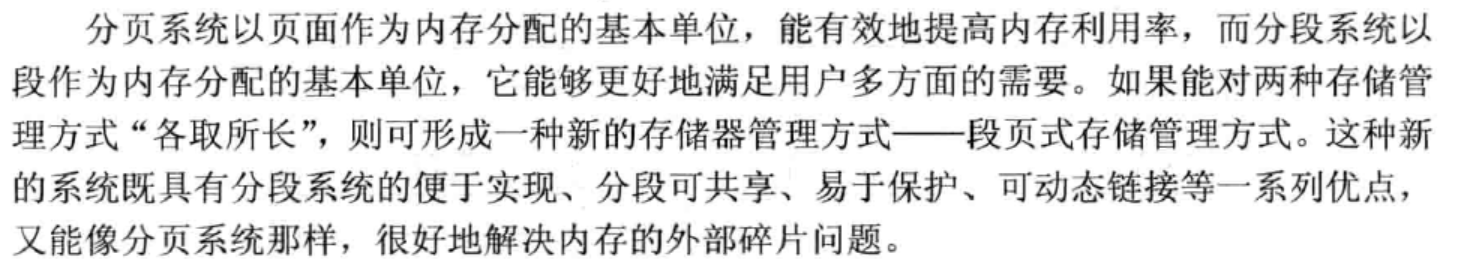 分页系统以页面作为内存分配的基本单位，能有效地提高内存利用率，而分段系统以
段作为内存分配的基本单位，它能够更好地满足用户多方面的需要。如果能对两种存储管
理方式“各取所长”，则可形成一种新的存储器管理方式——段页式存储管理方式。这种新
的系统既具有分段系统的便于实现、分段可共享、易于保护、可动态链接等一系列优点，
又能像分页系统那样，很好地解决内存的外部碎片问题。